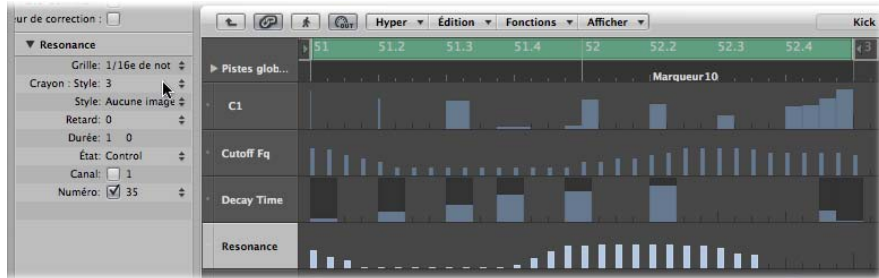 ur de correction :
Hyper Édition Fonctions Afficher Kick
Resonance
51 51.2 51.3 51.4 52 52.2 52.3 52.4 53
Grille: 1/16e de not
Pistes glob...
Marqueur10
Crayon : Style: 3
Style: Aucune image
C1
Retard: 0
Durée: 1 0
État: Control
Cutoff Fq
Canal: 1
Numéro: 35
Decay Time
Resonance